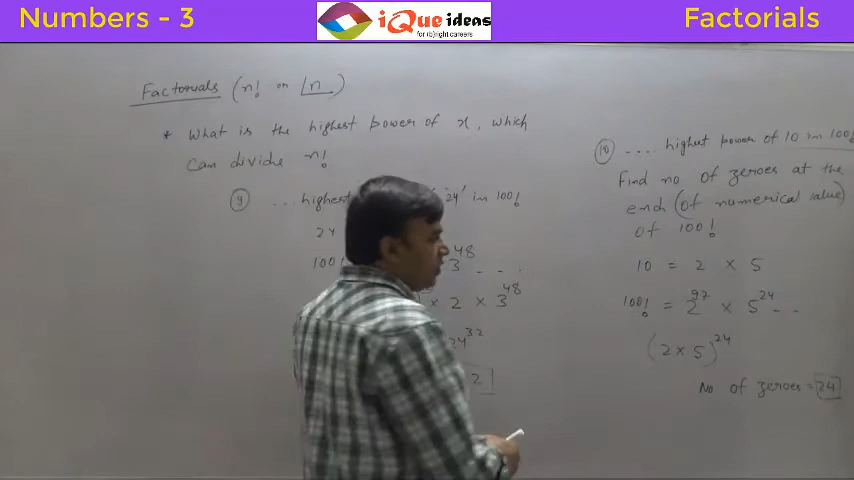 Numbers - 3
iQue ideas
for (b)right careers
Factorials
Factorials (n! or |n )
* What is the highest power of x, which
can divide n!
9 ... highest 24' in 100!
24
100! 3^48 - - .
x 2 x 3^48
24^32
2
10 .... highest power of 10 in 100!
Find no of zeroes at the
end (of numerical value)
of 100!
10 = 2 x 5
100! = 2^97 x 5^24 - - .
(2 x 5)^24
No of zeroes = 24